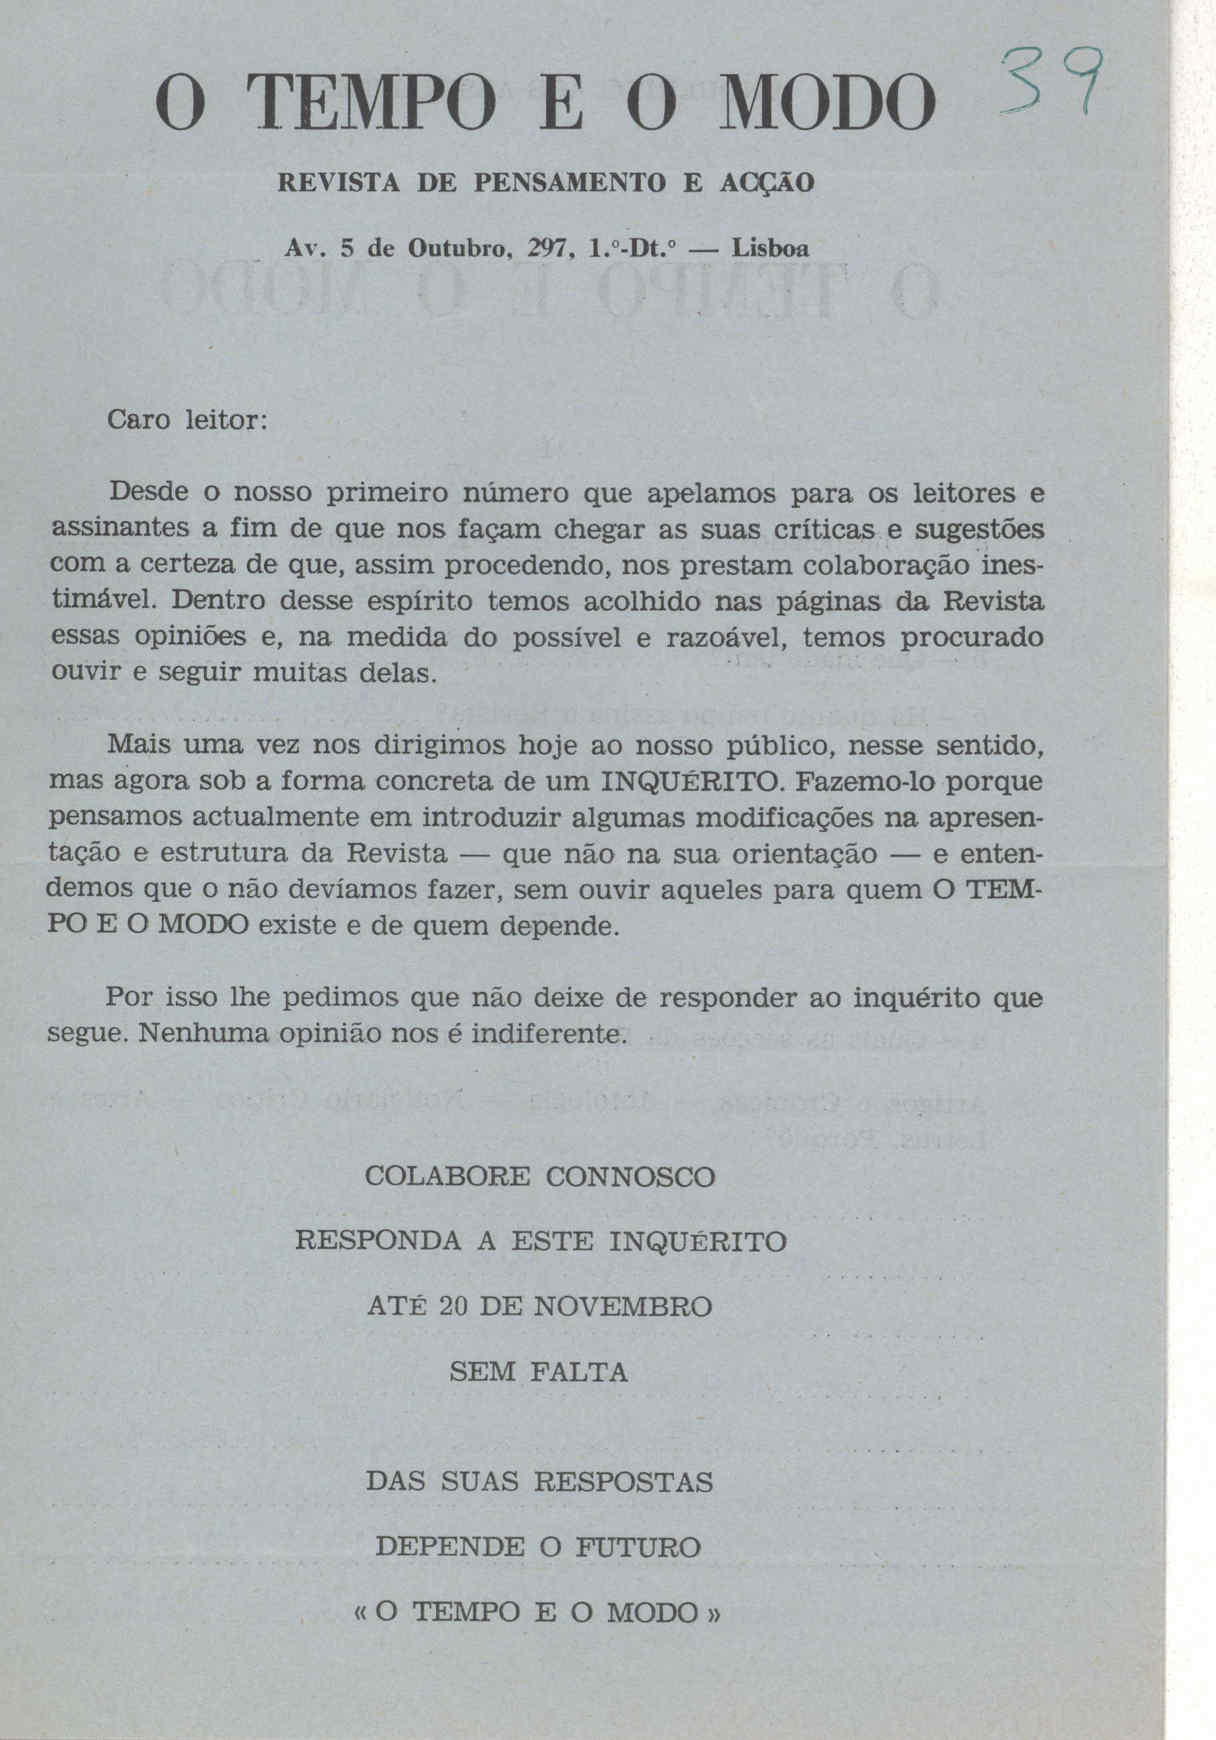 39
O TEMPO E O MODO
REVISTA DE PENSAMENTO E ACÇÃO
Av. 5 de Outubro, 297, 1.º-Dt.º — Lisboa
Caro leitor:
Desde o nosso primeiro número que apelamos para os leitores e
assinantes a fim de que nos façam chegar as suas críticas e sugestões
com a certeza de que, assim procedendo, nos prestam colaboração ines-
timável. Dentro desse espírito temos acolhido nas páginas da Revista
essas opiniões e, na medida do possível e razoável, temos procurado
ouvir e seguir muitas delas.
Mais uma vez nos dirigimos hoje ao nosso público, nesse sentido,
mas agora sob a forma concreta de um INQUÉRITO. Fazemo-lo porque
pensamos actualmente em introduzir algumas modificações na apresen-
tação e estrutura da Revista — que não na sua orientação — e enten-
demos que o não devíamos fazer, sem ouvir aqueles para quem O TEM-
PO E O MODO existe e de quem depende.
Por isso lhe pedimos que não deixe de responder ao inquérito que
segue. Nenhuma opinião nos é indiferente.
COLABORE CONNOSCO
RESPONDA A ESTE INQUÉRITO
ATÉ 20 DE NOVEMBRO
SEM FALTA
DAS SUAS RESPOSTAS
DEPENDE O FUTURO
« O TEMPO E O MODO »